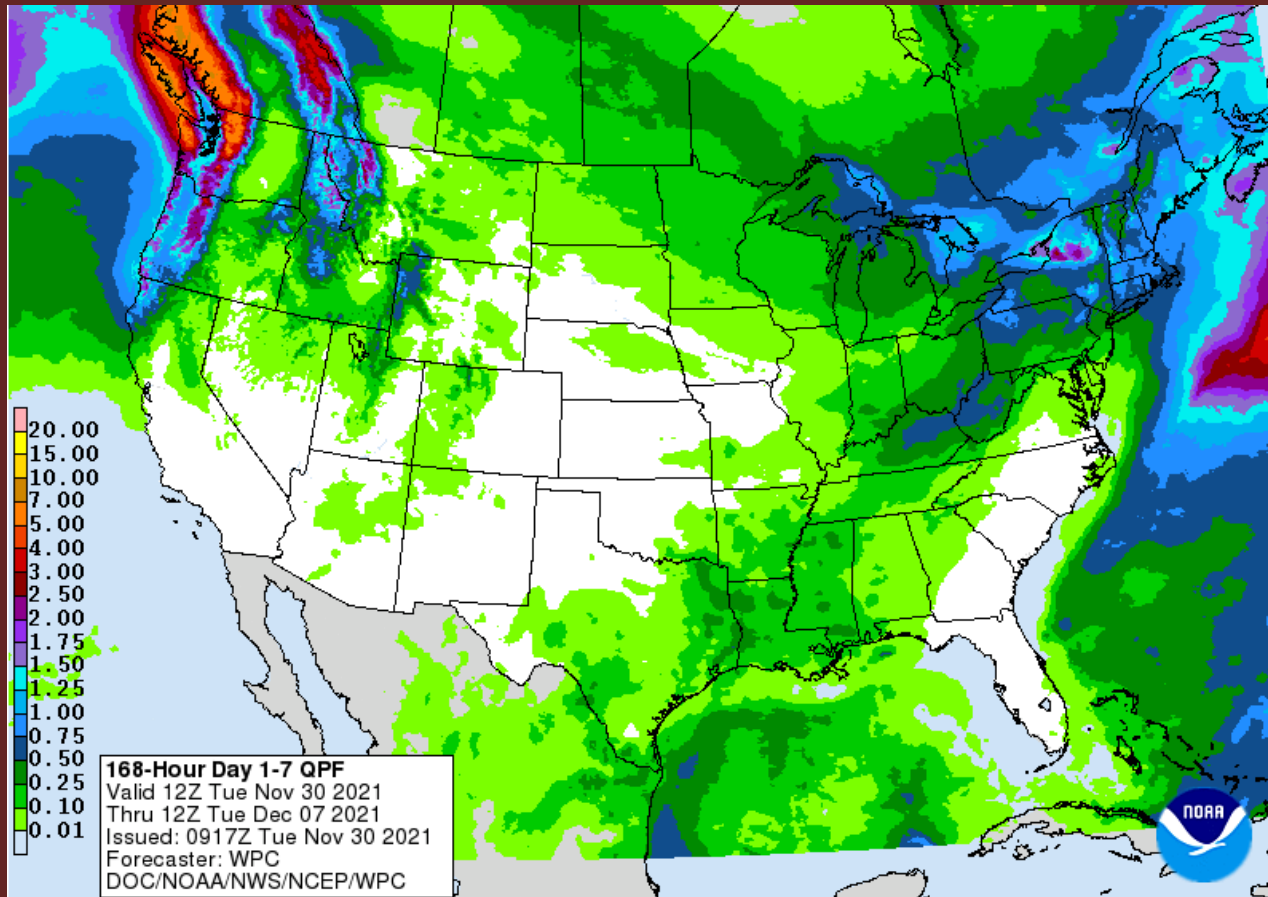 20.00
15.00
10.00
7.00
5.00
4.00
3.00
2.50
2.00
1.75
1.50
1.25
1.00
0.75
0.50
0.25
0.10
0.01
168-Hour Day 1-7 QPF
Valid 12Z Tue Nov 30 2021
Thru 12Z Tue Dec 07 2021
Issued: 0917Z Tue Nov 30 2021
Forecaster: WPC
DOC/NOAA/NWS/NCEP/WPC
NOAA